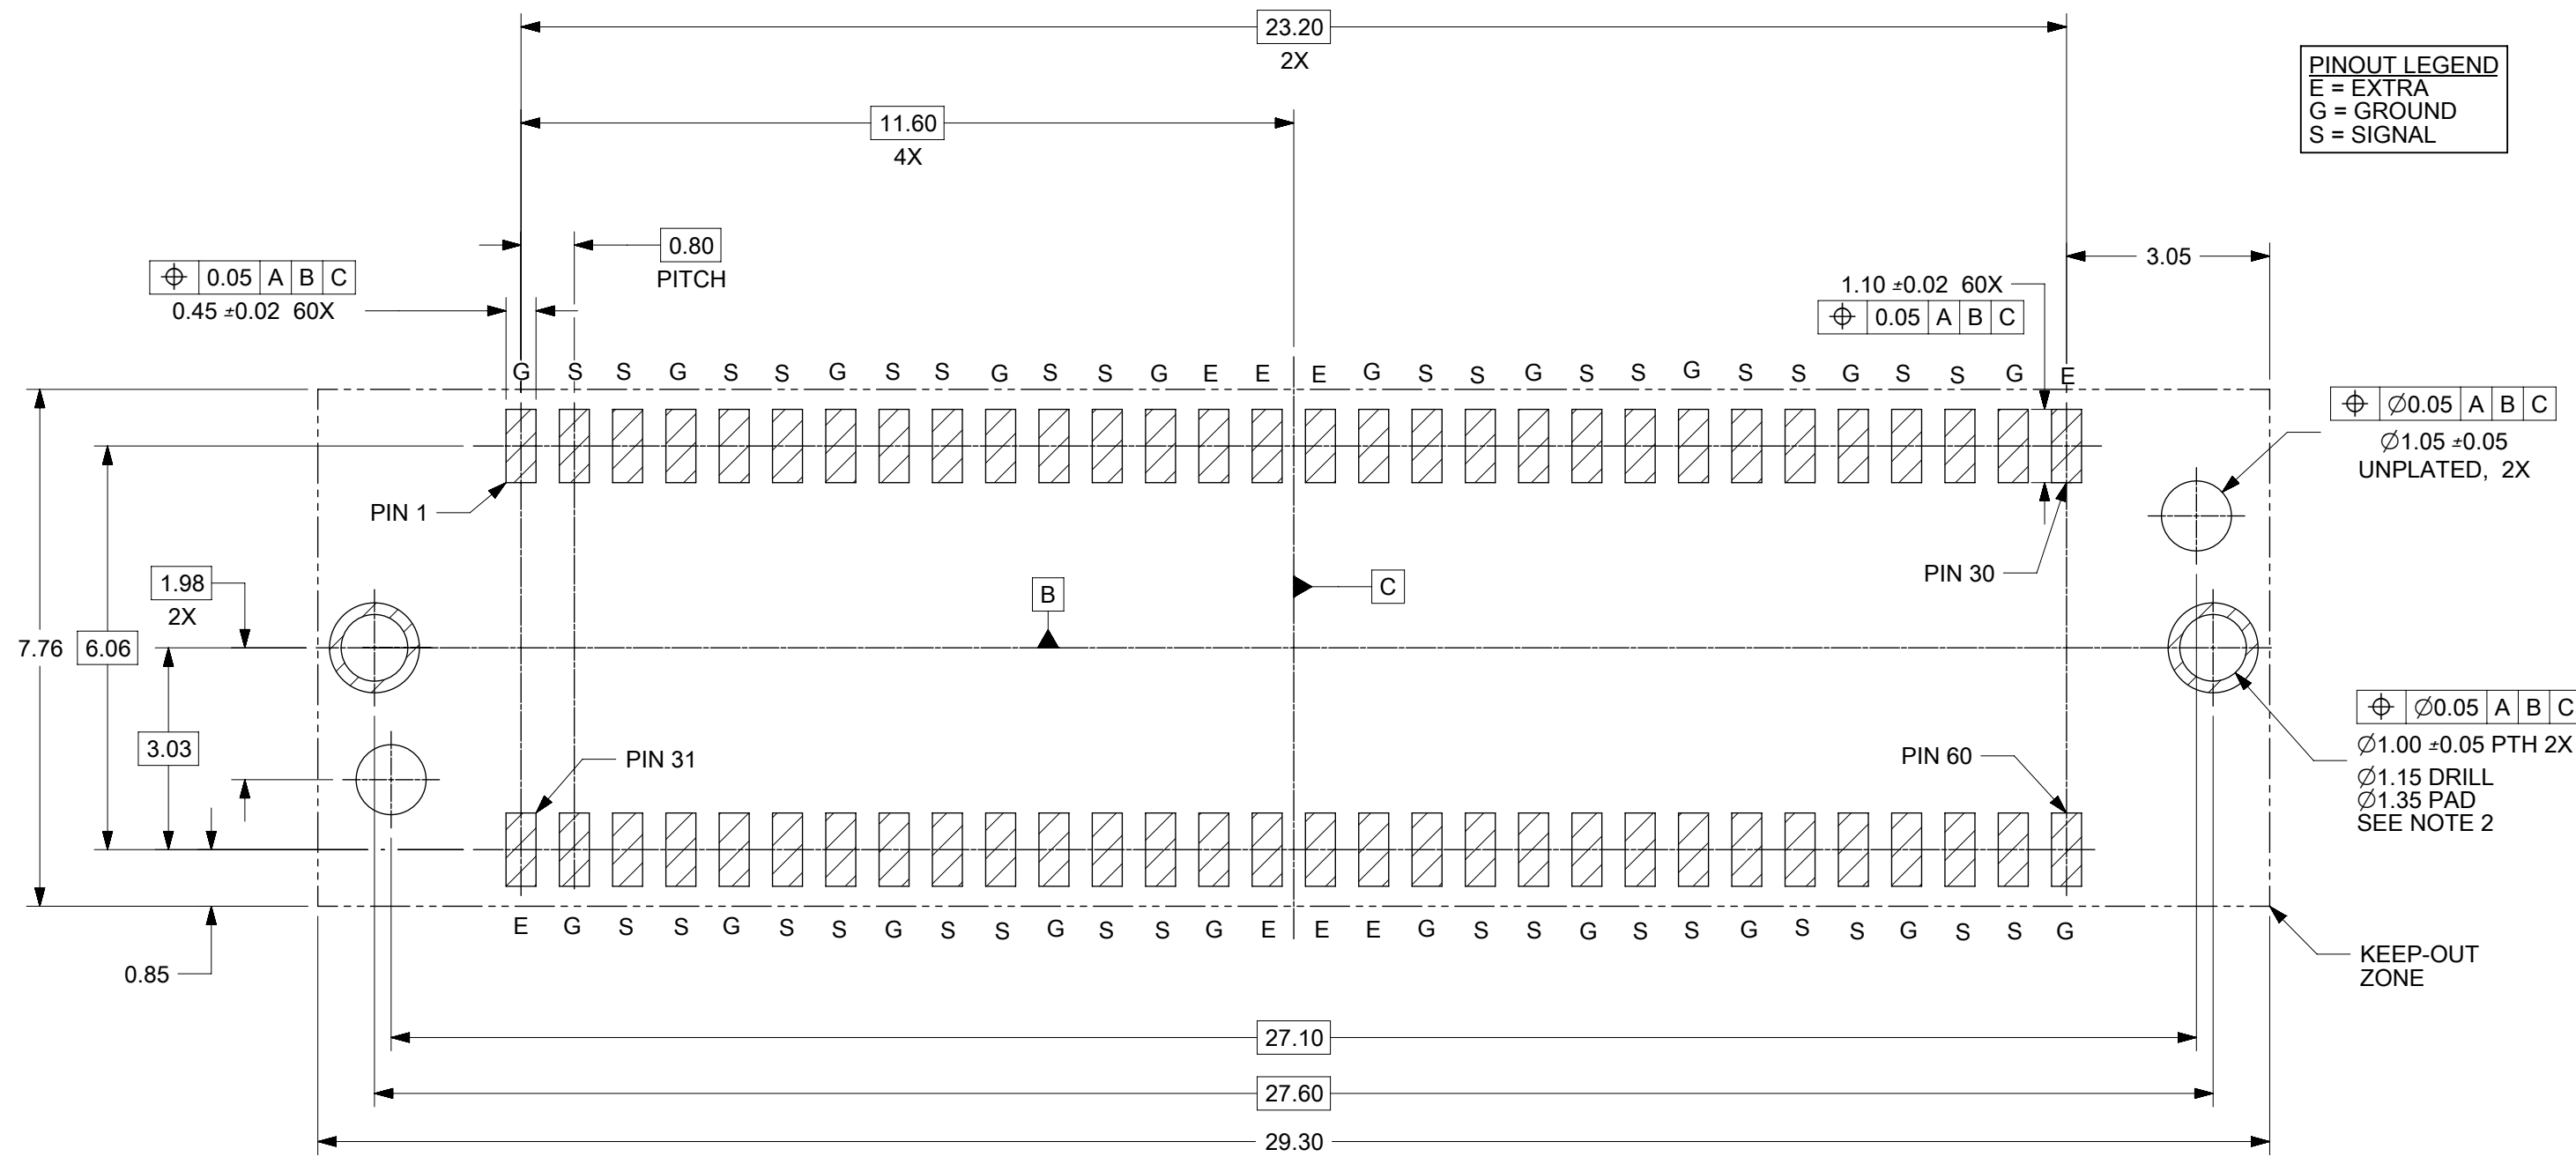 23.20
2X
PINOUT LEGEND
E = EXTRA
G = GROUND
S = SIGNAL
11.60
4X
0.80
PITCH
3.05
⌖ 0.05 A B C
0.45 ±0.02 60X
1.10 ±0.02 60X
⌖ 0.05 A B C
G S S G S S G S S G S S G E E E G S S G S S G S S G S S G E
⌖ Ø0.05 A B C
Ø1.05 ±0.05
UNPLATED, 2X
PIN 1
PIN 30
1.98
2X
B
C
7.76
6.06
3.03
⌖ Ø0.05 A B C
Ø1.00 ±0.05 PTH 2X
Ø1.15 DRILL
Ø1.35 PAD
SEE NOTE 2
PIN 31
PIN 60
E G S S G S S G S S G S S G E E E G S S G S S G S S G S S G
0.85
KEEP-OUT
ZONE
27.10
27.60
29.30